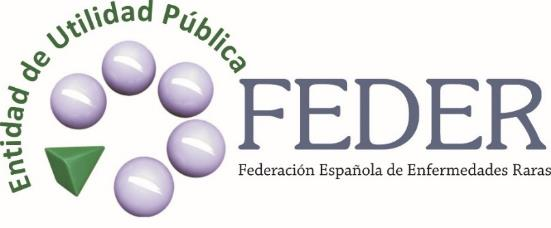 Entidad de Utilidad Pública
FEDER
Federación Española de Enfermedades Raras